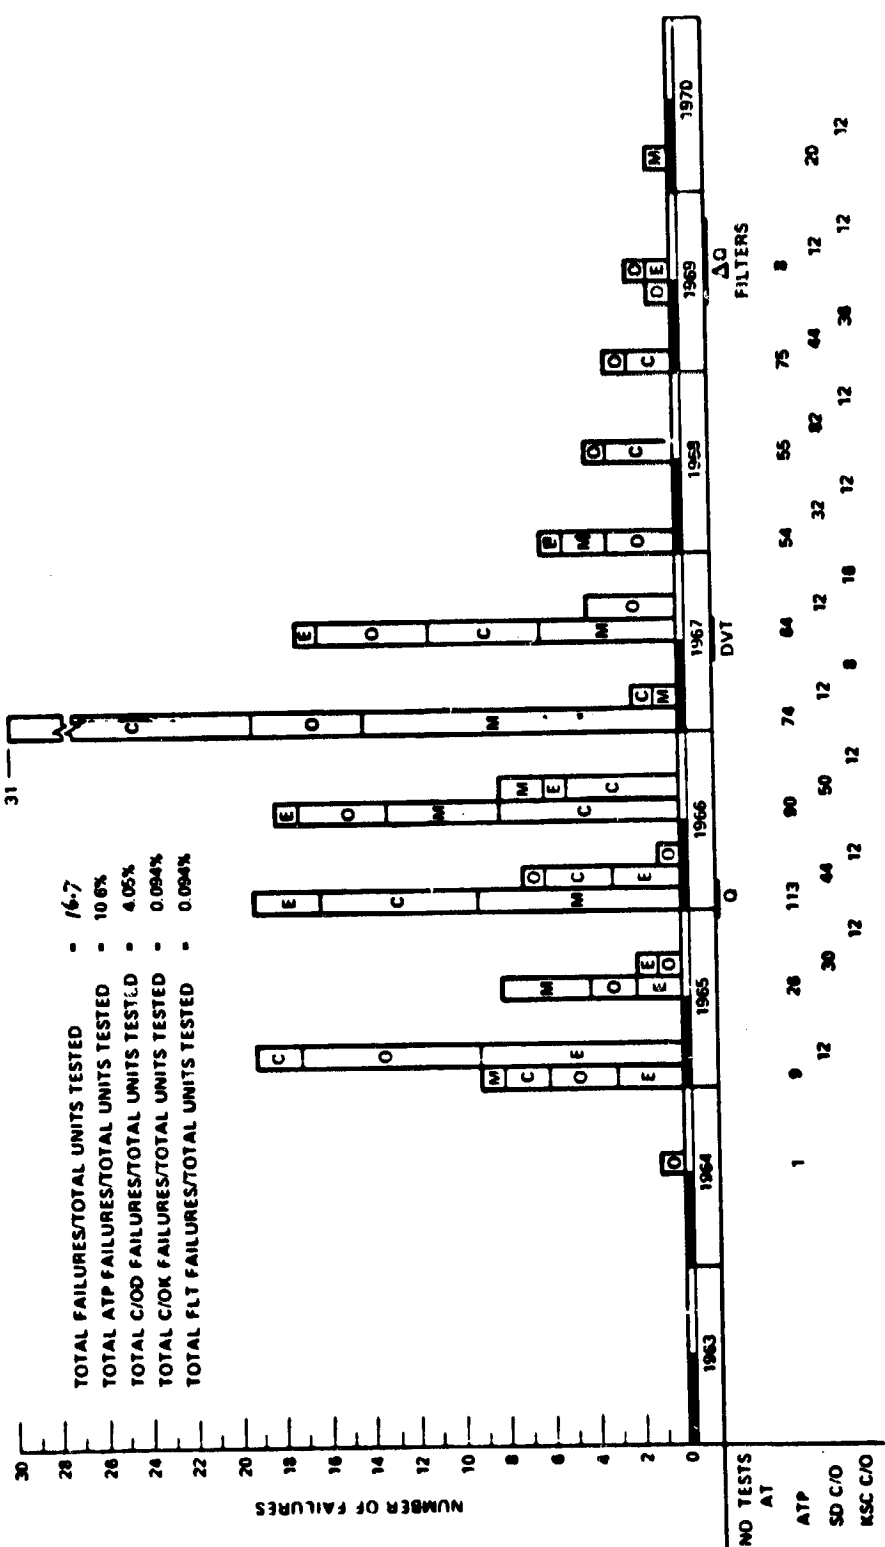 31
30
28
26
24
22
20
18
16
14
12
10
8
6
4
2
0
NUMBER OF FAILURES
TOTAL FAILURES/TOTAL UNITS TESTED = 16.7
TOTAL ATP FAILURES/TOTAL UNITS TESTED = 10.6%
TOTAL C/OD FAILURES/TOTAL UNITS TESTED = 4.05%
TOTAL C/OK FAILURES/TOTAL UNITS TESTED = 0.094%
TOTAL FLT FAILURES/TOTAL UNITS TESTED = 0.094%
O
M C O E
C O E
M O E
E O
E C M
O C E
O
E O M C
M E C
C O M
C M
E O C M
O
E M O
O C
O C
O
O E
M
1963 1964 1965 1966 1967 1968 1969 1970
Q DVT ΔQ
FILTERS
NO TESTS
AT
ATP 1 9 26 113 90 74 64 54 55 75 8
SD C/O 12 30 44 50 12 12 32 82 44 12 20
KSC C/O 12 12 12 8 18 12 12 38 12 12